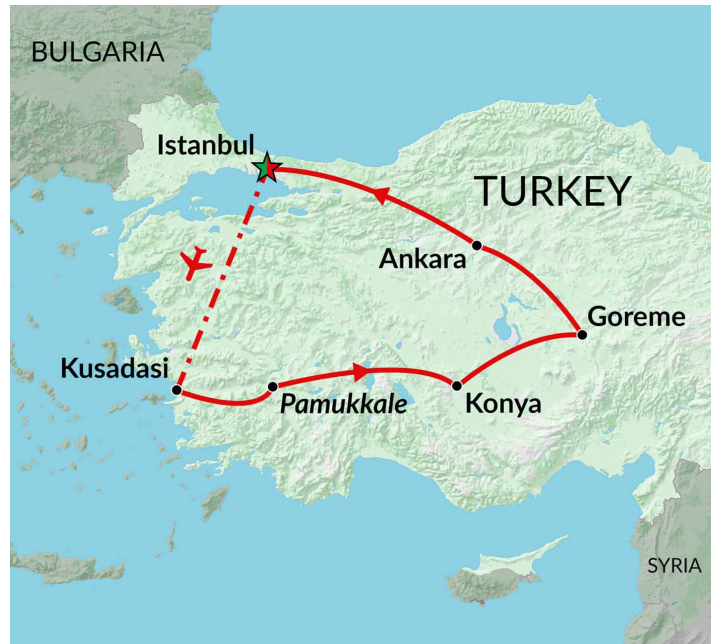 BULGARIA
Istanbul
TURKEY
Ankara
Goreme
Kusadasi
Pamukkale
Konya
SYRIA